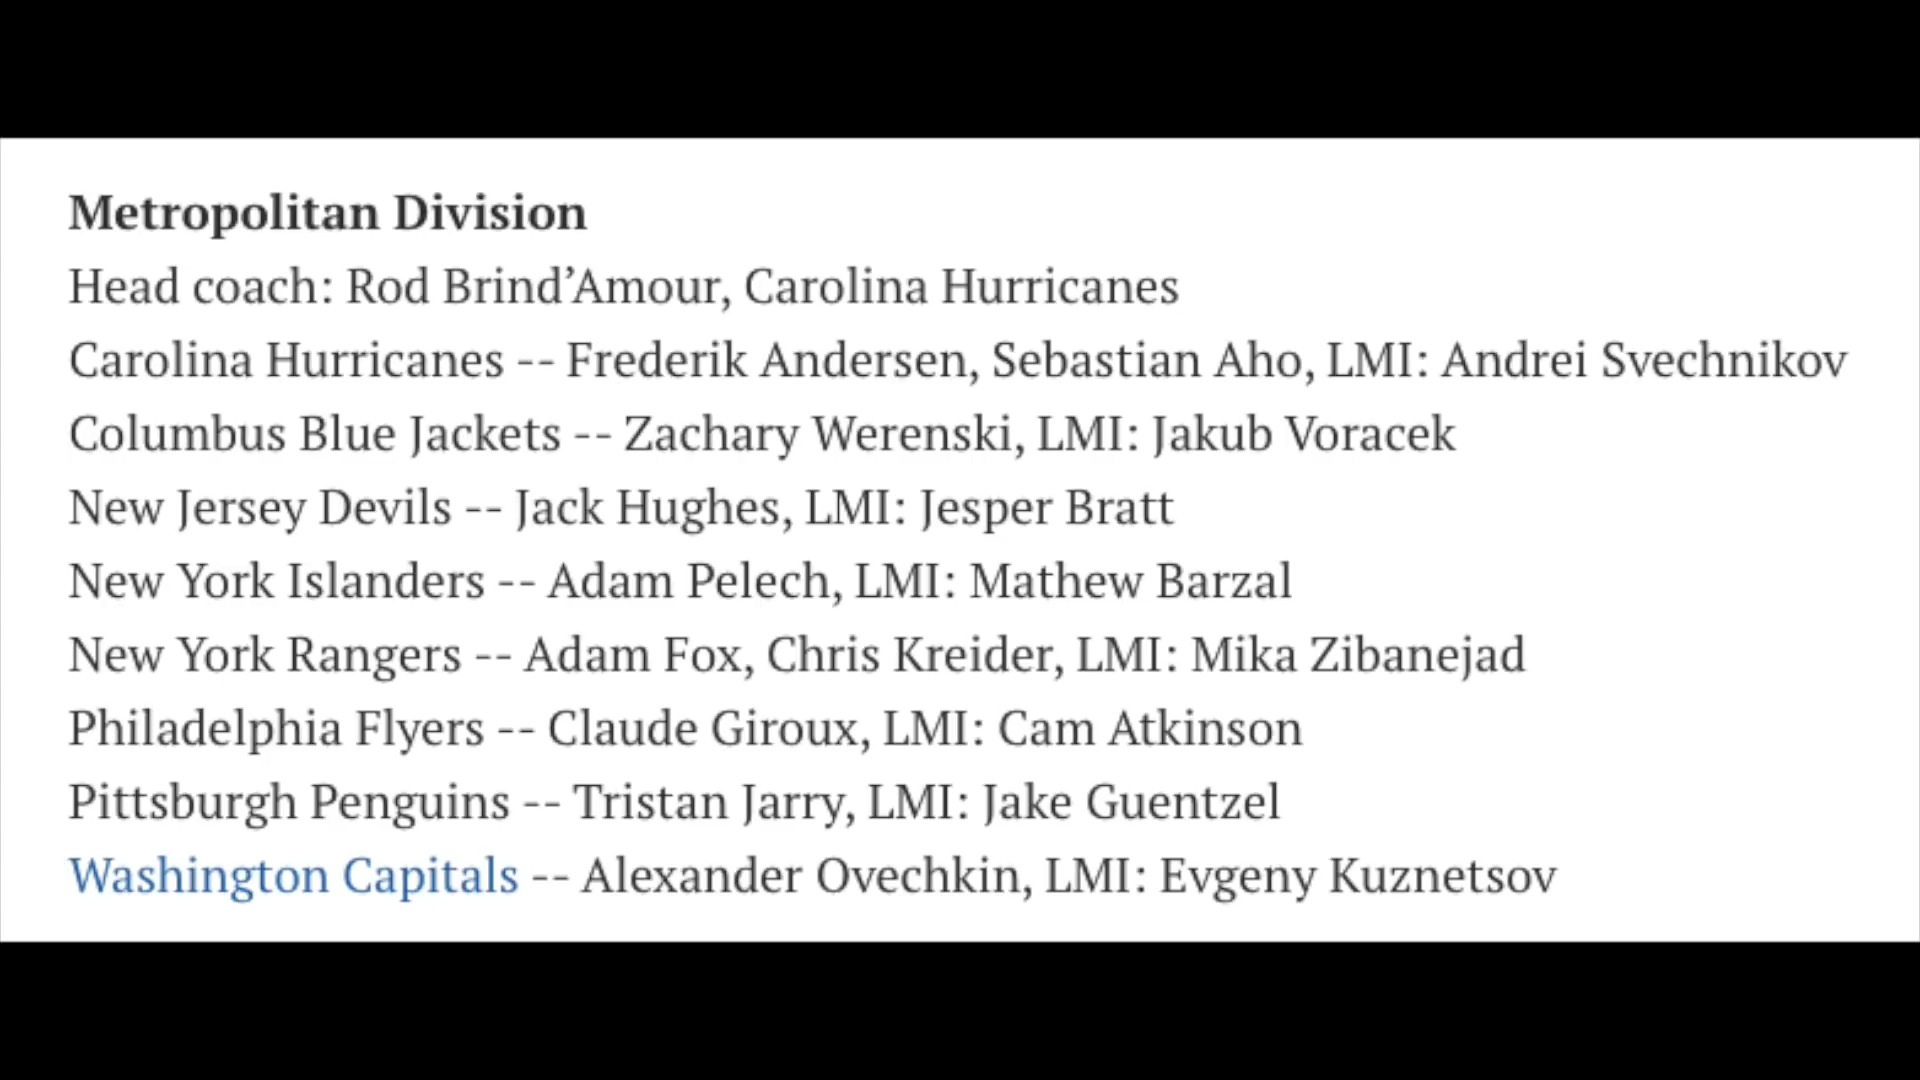 Metropolitan Division
Head coach: Rod Brind’Amour, Carolina Hurricanes
Carolina Hurricanes -- Frederik Andersen, Sebastian Aho, LMI: Andrei Svechnikov
Columbus Blue Jackets -- Zachary Werenski, LMI: Jakub Voracek
New Jersey Devils -- Jack Hughes, LMI: Jesper Bratt
New York Islanders -- Adam Pelech, LMI: Mathew Barzal
New York Rangers -- Adam Fox, Chris Kreider, LMI: Mika Zibanejad
Philadelphia Flyers -- Claude Giroux, LMI: Cam Atkinson
Pittsburgh Penguins -- Tristan Jarry, LMI: Jake Guentzel
Washington Capitals -- Alexander Ovechkin, LMI: Evgeny Kuznetsov